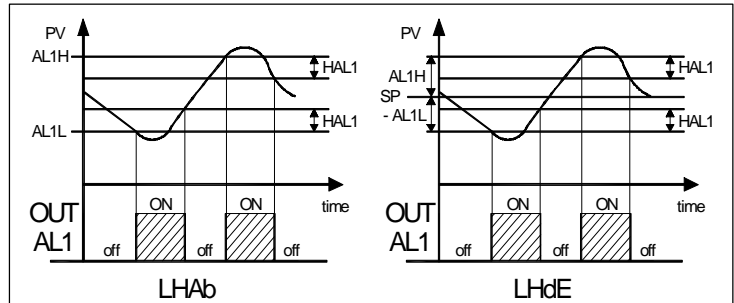 PV
AL1H
HAL1
AL1L
HAL1
time
OUT
AL1
off ON off ON off
LHAb
PV
AL1H
HAL1
SP
- AL1L
HAL1
time
OUT
AL1
off ON off ON off
LHdE